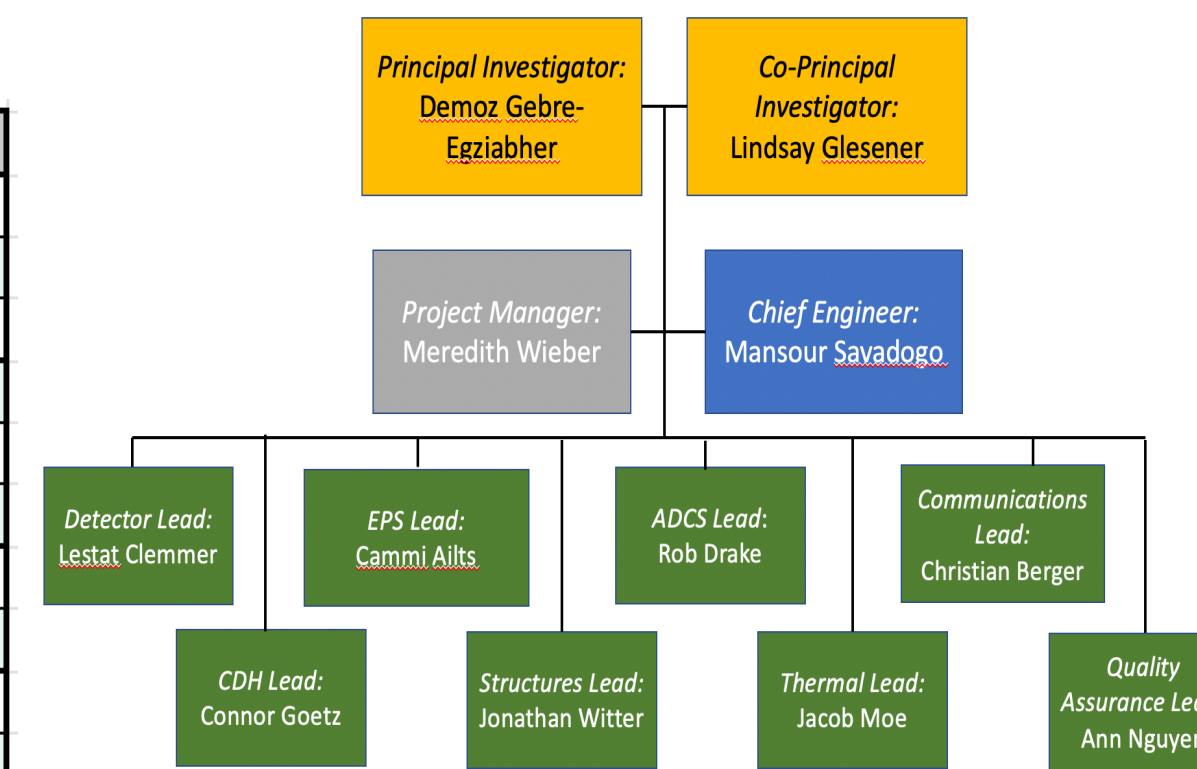 Principal Investigator:
Demoz Gebre-
Egziabher
Co-Principal
Investigator:
Lindsay Glesener
Project Manager:
Meredith Wieber
Chief Engineer:
Mansour Savadogo
Detector Lead:
Lestat Clemmer
EPS Lead:
Cammi Ailts
ADCS Lead:
Rob Drake
Communications
Lead:
Christian Berger
CDH Lead:
Connor Goetz
Structures Lead:
Jonathan Witter
Thermal Lead:
Jacob Moe
Quality
Assurance
Ann